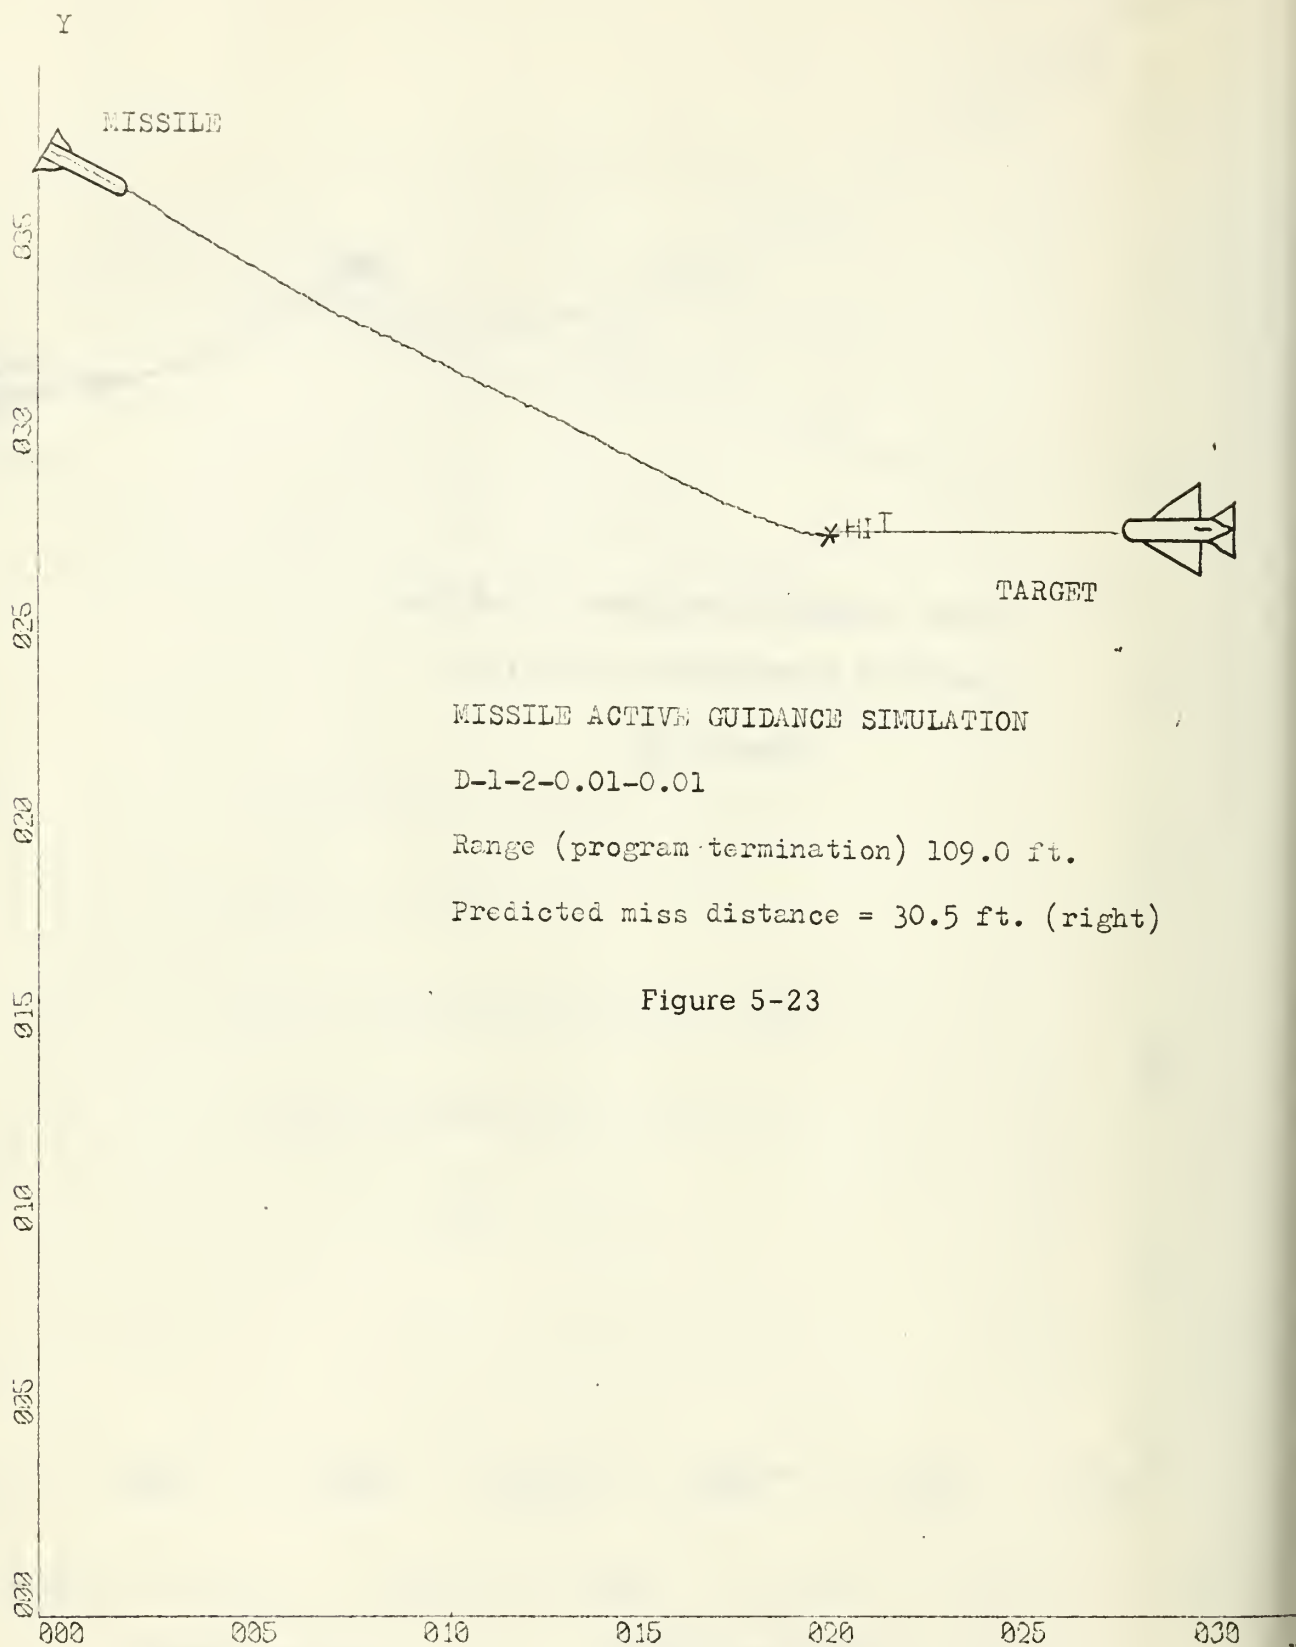 Y
MISSILE
035
030
HIT
TARGET
025
MISSILE ACTIVE GUIDANCE SIMULATION
D-1-2-0.01-0.01
020
Range (program termination) 109.0 ft.
Predicted miss distance = 30.5 ft. (right)
015
Figure 5-23
010
005
000
000 005 010 015 020 025 030